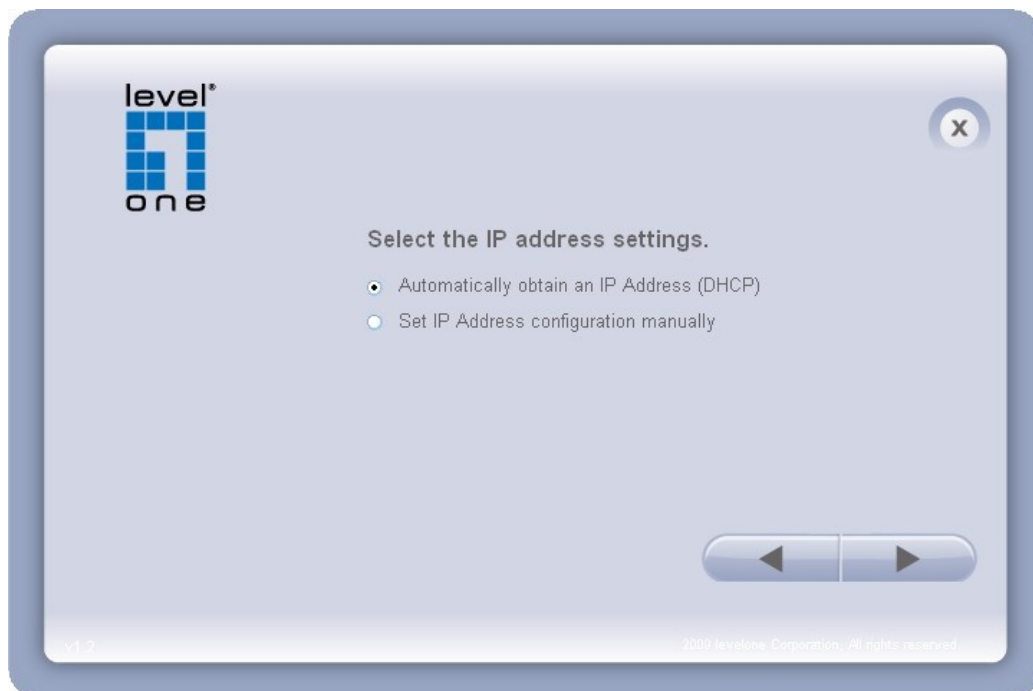 level®
one
X
Select the IP address settings.
Automatically obtain an IP Address (DHCP)
Set IP Address configuration manually
v1.2
2009 levelone Corporation, All rights reserved.